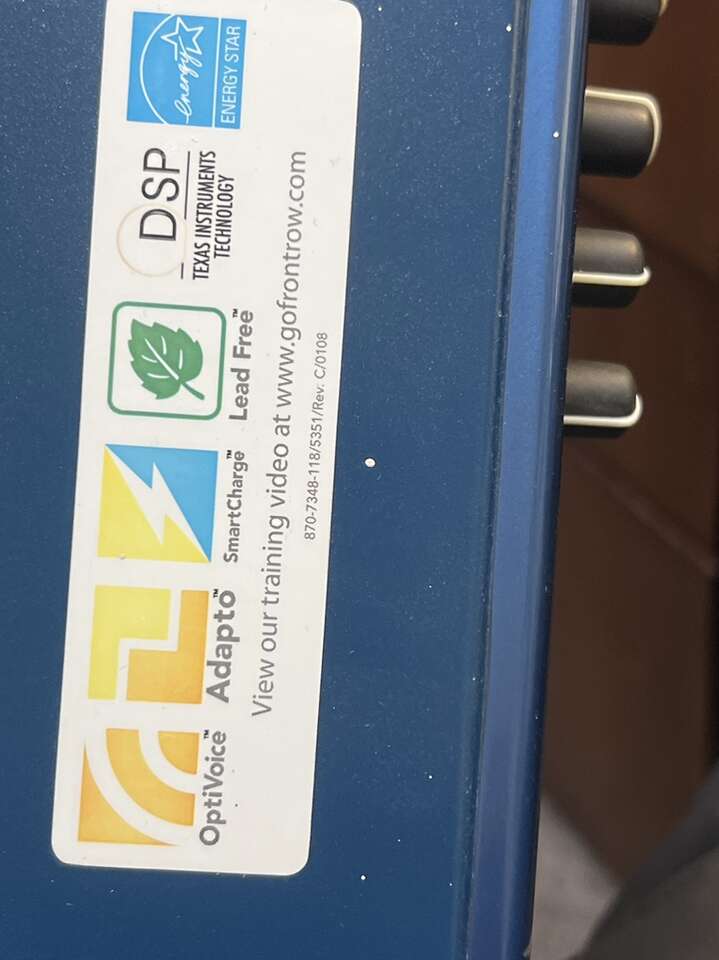 OptiVoice™
Adapto™
SmartCharge™
Lead Free™
DSP
TEXAS INSTRUMENTS
TECHNOLOGY
energy
ENERGY STAR
View our training video at www.gofrontrow.com
870-7348-118/5351/Rev. C/0108